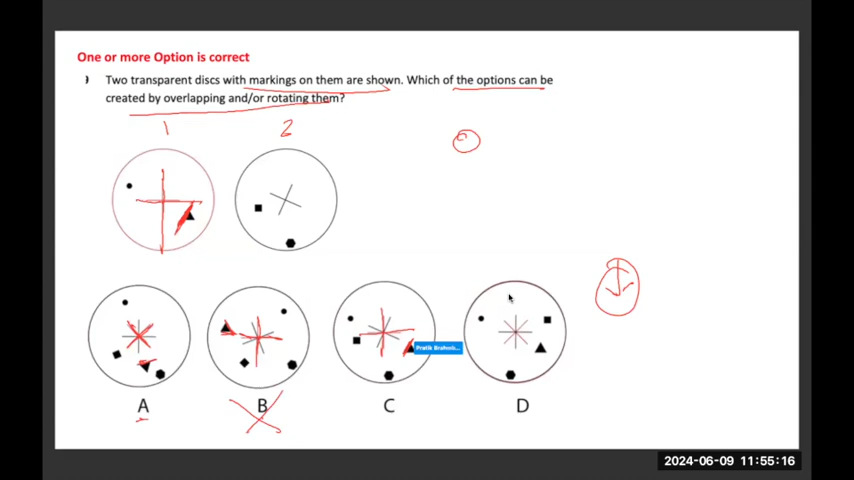 One or more Option is correct
Two transparent discs with markings on them are shown. Which of the options can be
created by overlapping and/or rotating them?
1 2
Pratik Brahmbh...
A B C D
2024-06-09 11:55:16